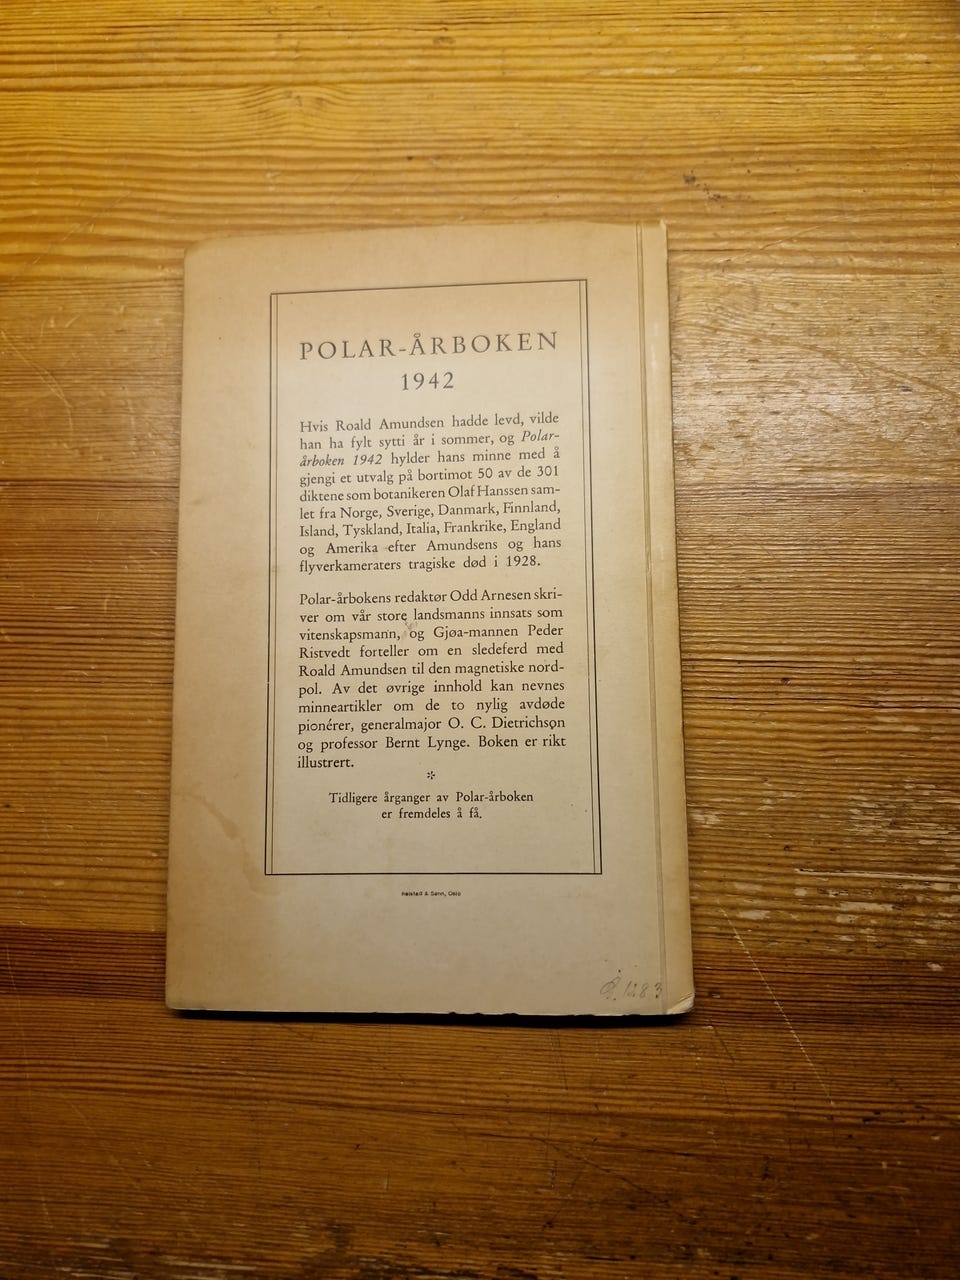 POLAR-ÅRBOKEN
1942
Hvis Roald Amundsen hadde levd, vilde
han ha fylt sytti år i sommer, og Polar-
årboken 1942 hylder hans minne med å
gjengi et utvalg på bortimot 50 av de 301
diktene som botanikeren Olaf Hanssen sam-
let fra Norge, Sverige, Danmark, Finnland,
Island, Tyskland, Italia, Frankrike, England
og Amerika efter Amundsens og hans
flyverkameraters tragiske død i 1928.
Polar-årbokens redaktør Odd Arnesen skri-
ver om vår store landsmanns innsats som
vitenskapsmann, og Gjøa-mannen Peder
Ristvedt forteller om en sledeferd med
Roald Amundsen til den magnetiske nord-
pol. Av det øvrige innhold kan nevnes
minneartikler om de to nylig avdøde
pionérer, generalmajor O. C. Dietrichson
og professor Bernt Lynge. Boken er rikt
illustrert.
Tidligere årganger av Polar-årboken
er fremdeles å få.
& Sønn, Oslo
1283